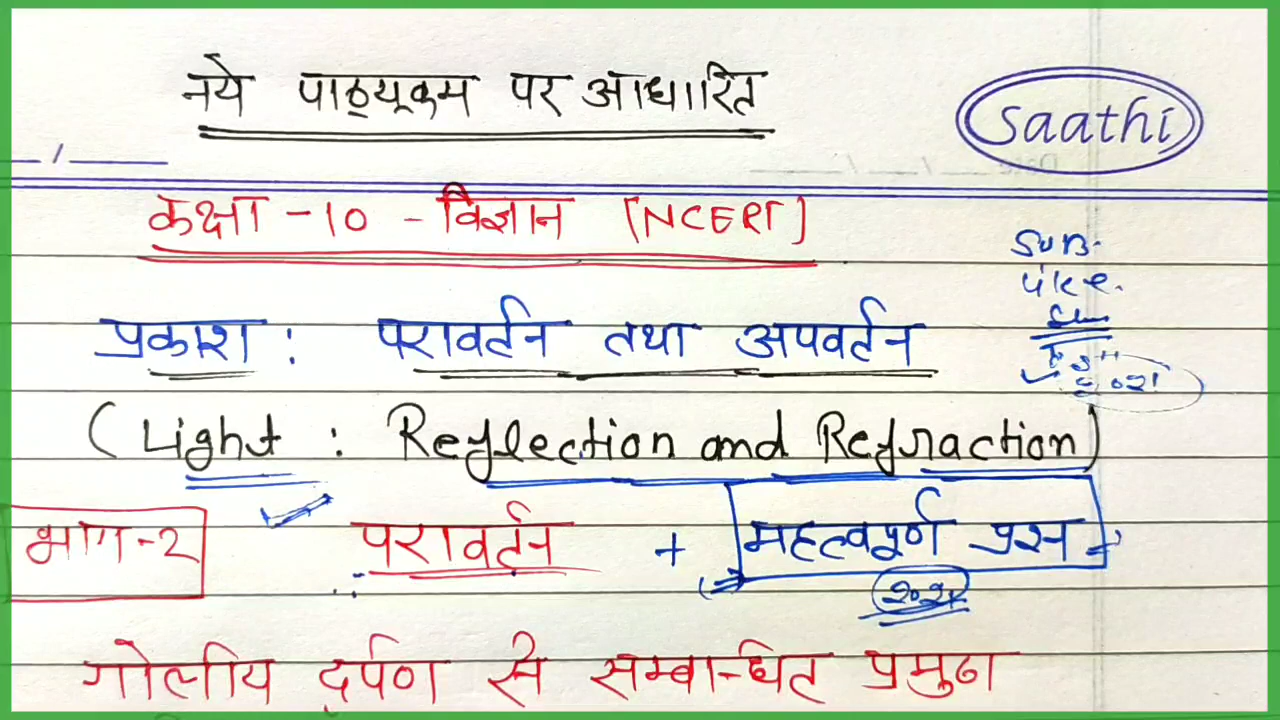 नये पाठ्यक्रम पर आधारित
Saathi
कक्षा - 10 - विज्ञान [NCERT]
प्रकाश : परावर्तन तथा अपवर्तन
(Light : Reflection and Refraction)
भाग-2 परावर्तन + महत्वपूर्ण प्रश्न
गोलीय दर्पण से सम्बन्धित प्रमुख